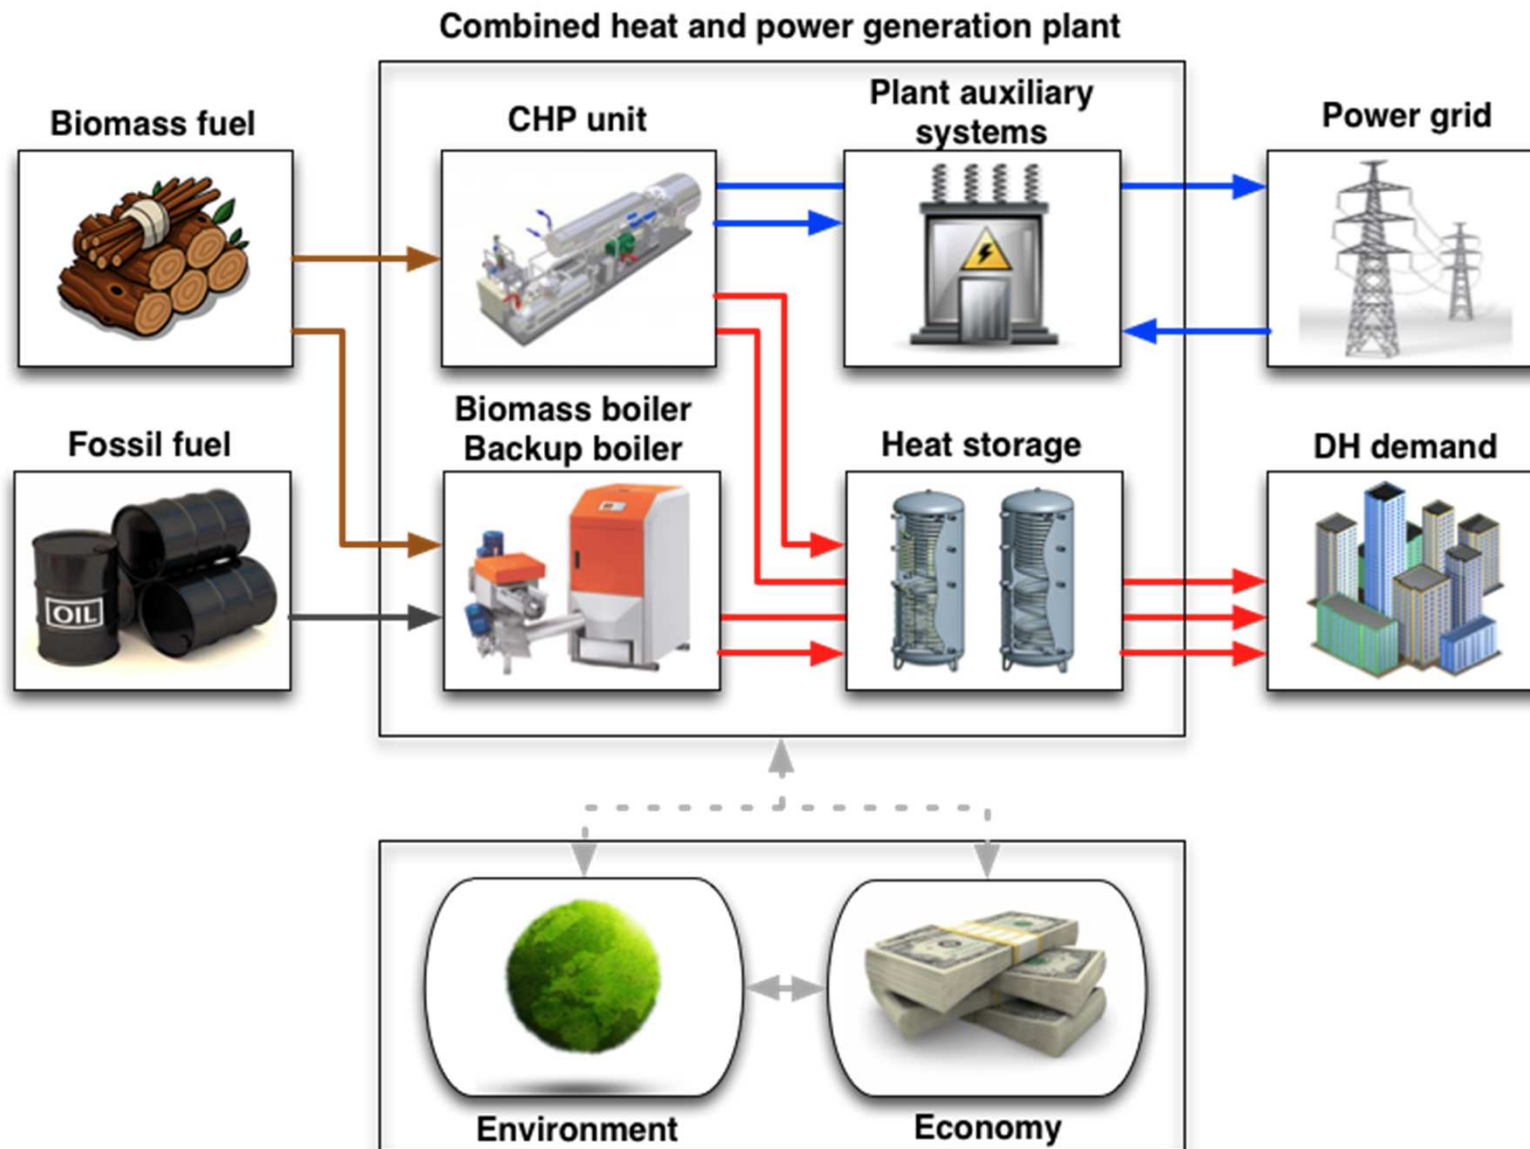 Combined heat and power generation plant
Biomass fuel
CHP unit
Plant auxiliary
systems
Power grid
Fossil fuel
OIL
Biomass boiler
Backup boiler
Heat storage
DH demand
Environment
Economy